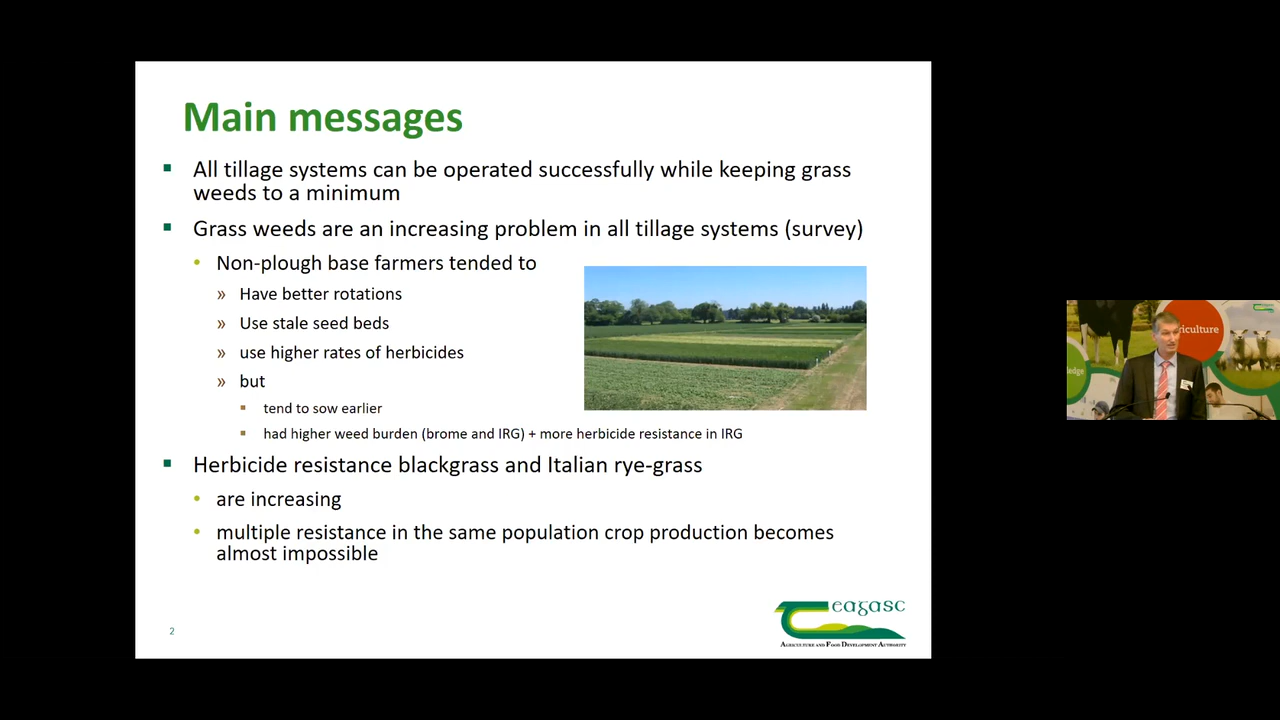 Main messages
▪ All tillage systems can be operated successfully while keeping grass
weeds to a minimum
▪ Grass weeds are an increasing problem in all tillage systems (survey)
• Non-plough base farmers tended to
» Have better rotations
» Use stale seed beds
» use higher rates of herbicides
» but
▪ tend to sow earlier
▪ had higher weed burden (brome and IRG) + more herbicide resistance in IRG
▪ Herbicide resistance blackgrass and Italian rye-grass
• are increasing
• multiple resistance in the same population crop production becomes
almost impossible
2
eagasc
AGRICULTURE AND FOOD DEVELOPMENT AUTHORITY
riculture
ledge